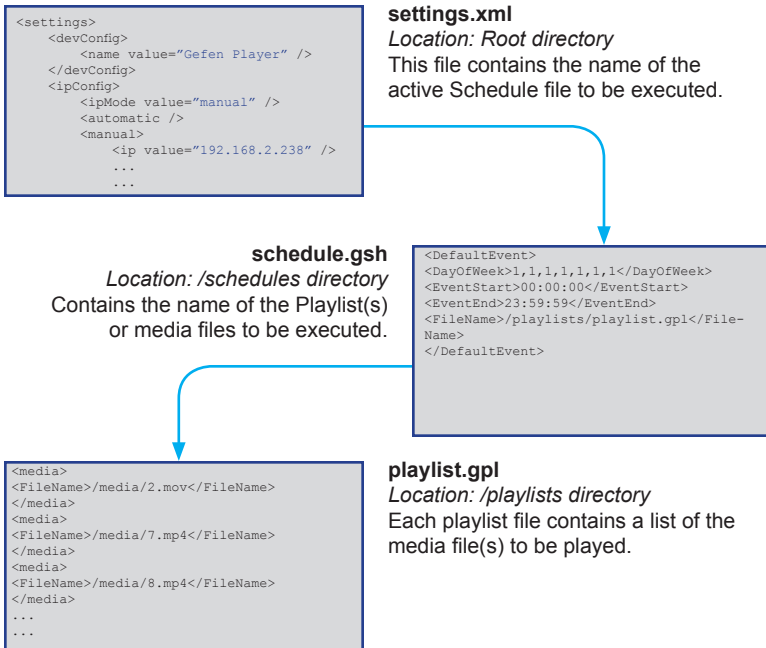 <settings>
    <devConfig>
        <name value=”Gefen Player” />
    </devConfig>
    <ipConfig>
        <ipMode value=”manual” />
        <automatic />
        <manual>
            <ip value=”192.168.2.238” />
            ...
            ...
settings.xml
Location: Root directory
This file contains the name of the
active Schedule file to be executed.
schedule.gsh
Location: /schedules directory
Contains the name of the Playlist(s)
or media files to be executed.
<DefaultEvent>
<DayOfWeek>1,1,1,1,1,1,1</DayOfWeek>
<EventStart>00:00:00</EventStart>
<EventEnd>23:59:59</EventEnd>
<FileName>/playlists/playlist.gpl</File-
Name>
</DefaultEvent>
<media>
<FileName>/media/2.mov</FileName>
</media>
<media>
<FileName>/media/7.mp4</FileName>
</media>
<media>
<FileName>/media/8.mp4</FileName>
</media>
...
...
playlist.gpl
Location: /playlists directory
Each playlist file contains a list of the
media file(s) to be played.